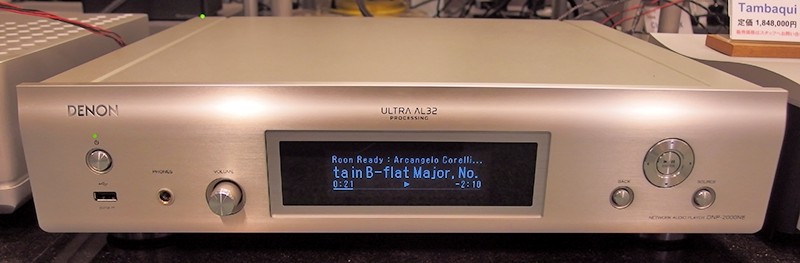 Tambaqui
定価 1,848,000円
DENON
ULTRA AL32
PROCESSING
Roon Ready : Arcangelo Corelli...
ta in B-flat Major, No.
0:21
-2:10
PHONES
VOLUME
BACK
SOURCE
NETWORK AUDIO PLAYER DNP-2000NE